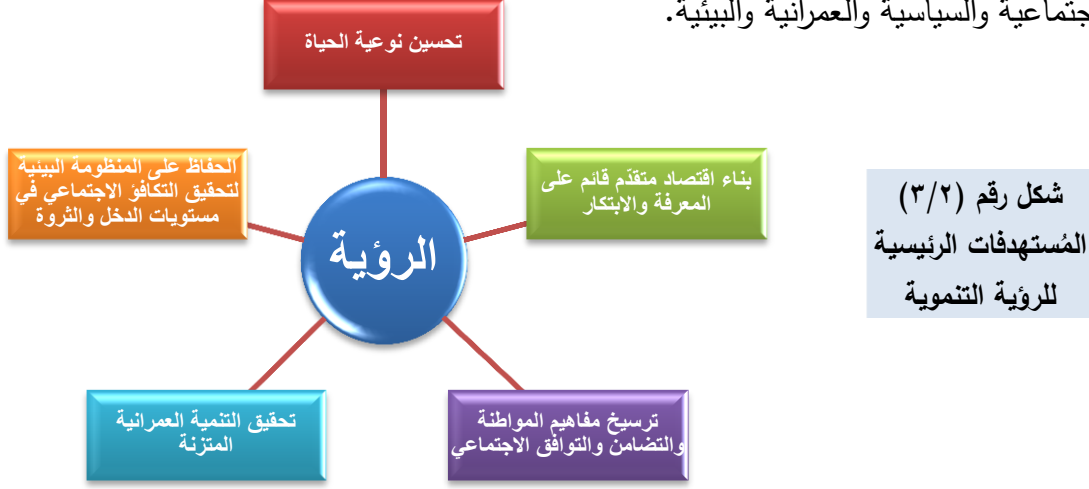 جتماعية والسياسية والعمرانية والبيئية.
تحسين نوعية الحياة
بناء اقتصاد متقدّم قائم على
المعرفة والابتكار
الحفاظ على المنظومة البيئية
لتحقيق التكافؤ الاجتماعي في
مستويات الدخل والثروة
الرؤية
شكل رقم (٣/٢)
المُستهدفات الرئيسية
للرؤية التنموية
ترسيخ مفاهيم المواطنة
والتضامن والتوافق الاجتماعي
تحقيق التنمية العمرانية
المتزنة